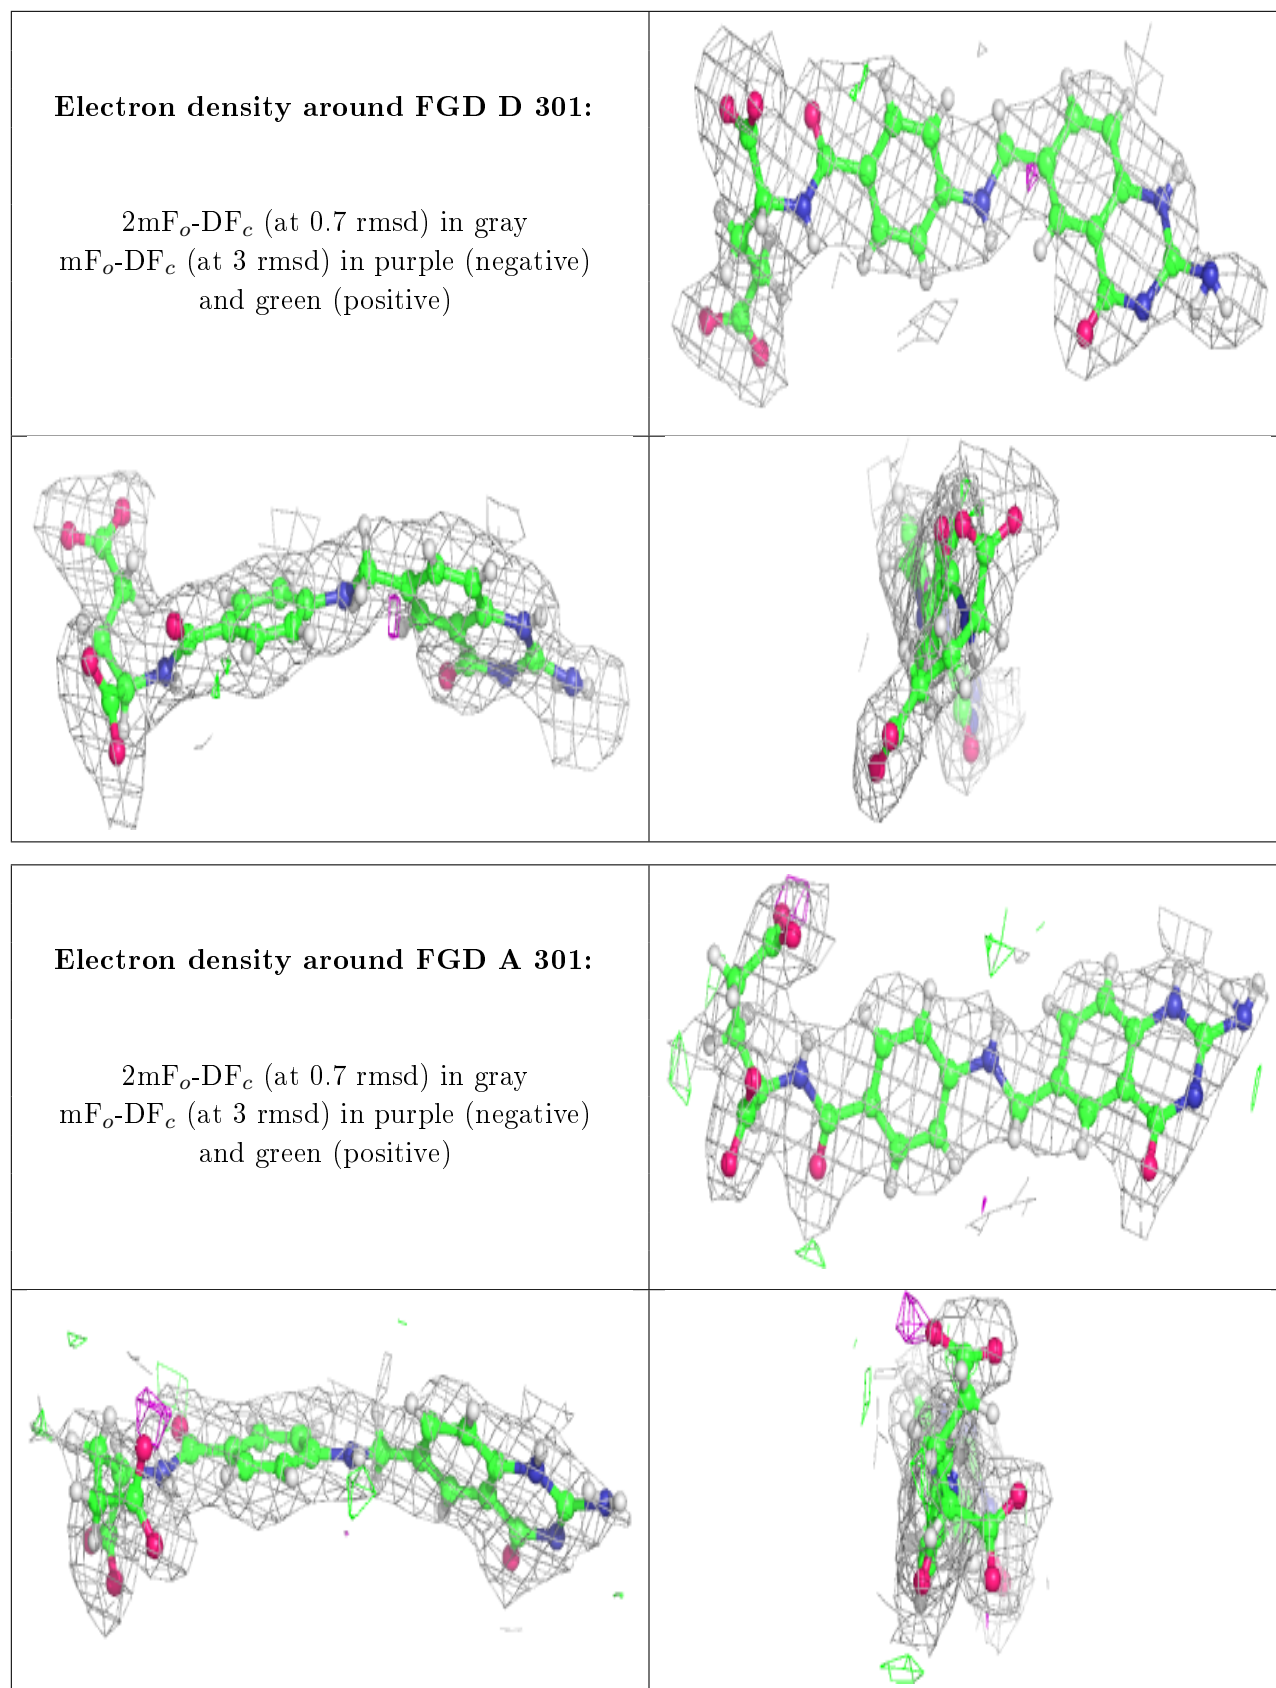 Electron density around FGD D 301:
2mFo-DFc (at 0.7 rmsd) in gray
mFo-DFc (at 3 rmsd) in purple (negative)
and green (positive)
Electron density around FGD A 301:
2mFo-DFc (at 0.7 rmsd) in gray
mFo-DFc (at 3 rmsd) in purple (negative)
and green (positive)